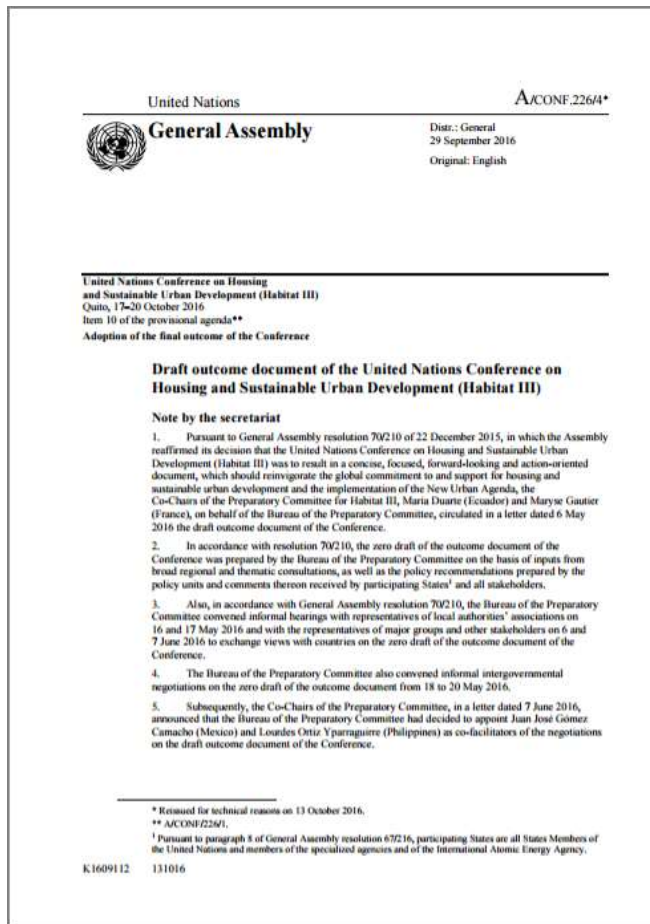 United Nations
A/CONF.226/4*
General Assembly
Distr.: General
29 September 2016
Original: English
United Nations Conference on Housing
and Sustainable Urban Development (Habitat III)
Quito, 17–20 October 2016
Item 10 of the provisional agenda**
Adoption of the final outcome of the Conference
Draft outcome document of the United Nations Conference on
Housing and Sustainable Urban Development (Habitat III)
Note by the secretariat
1. Pursuant to General Assembly resolution 70/210 of 22 December 2015, in which the Assembly
reaffirmed its decision that the United Nations Conference on Housing and Sustainable Urban
Development (Habitat III) was to result in a concise, focused, forward-looking and action-oriented
document, which should reinvigorate the global commitment to and support for housing and
sustainable urban development and the implementation of the New Urban Agenda, the
Co-Chairs of the Preparatory Committee for Habitat III, Maria Duarte (Ecuador) and Maryse Gautier
(France), on behalf of the Bureau of the Preparatory Committee, circulated in a letter dated 6 May
2016 the draft outcome document of the Conference.
2. In accordance with resolution 70/210, the zero draft of the outcome document of the
Conference was prepared by the Bureau of the Preparatory Committee on the basis of inputs from
broad regional and thematic consultations, as well as the policy recommendations prepared by the
policy units and comments thereon received by participating States¹ and all stakeholders.
3. Also, in accordance with General Assembly resolution 70/210, the Bureau of the Preparatory
Committee convened informal hearings with representatives of local authorities' associations on
16 and 17 May 2016 and with the representatives of major groups and other stakeholders on 6 and
7 June 2016 to exchange views with countries on the zero draft of the outcome document of the
Conference.
4. The Bureau of the Preparatory Committee also convened informal intergovernmental
negotiations on the zero draft of the outcome document from 18 to 20 May 2016.
5. Subsequently, the Co-Chairs of the Preparatory Committee, in a letter dated 7 June 2016,
announced that the Bureau of the Preparatory Committee had decided to appoint Juan José Gómez
Camacho (Mexico) and Lourdes Ortiz Yparraguirre (Philippines) as co-facilitators of the negotiations
on the draft outcome document of the Conference.
* Reissued for technical reasons on 13 October 2016.
** A/CONF/226/1.
¹ Pursuant to paragraph 8 of General Assembly resolution 67/216, participating States are all States Members of
the United Nations and members of the specialized agencies and of the International Atomic Energy Agency.
K1609112 131016